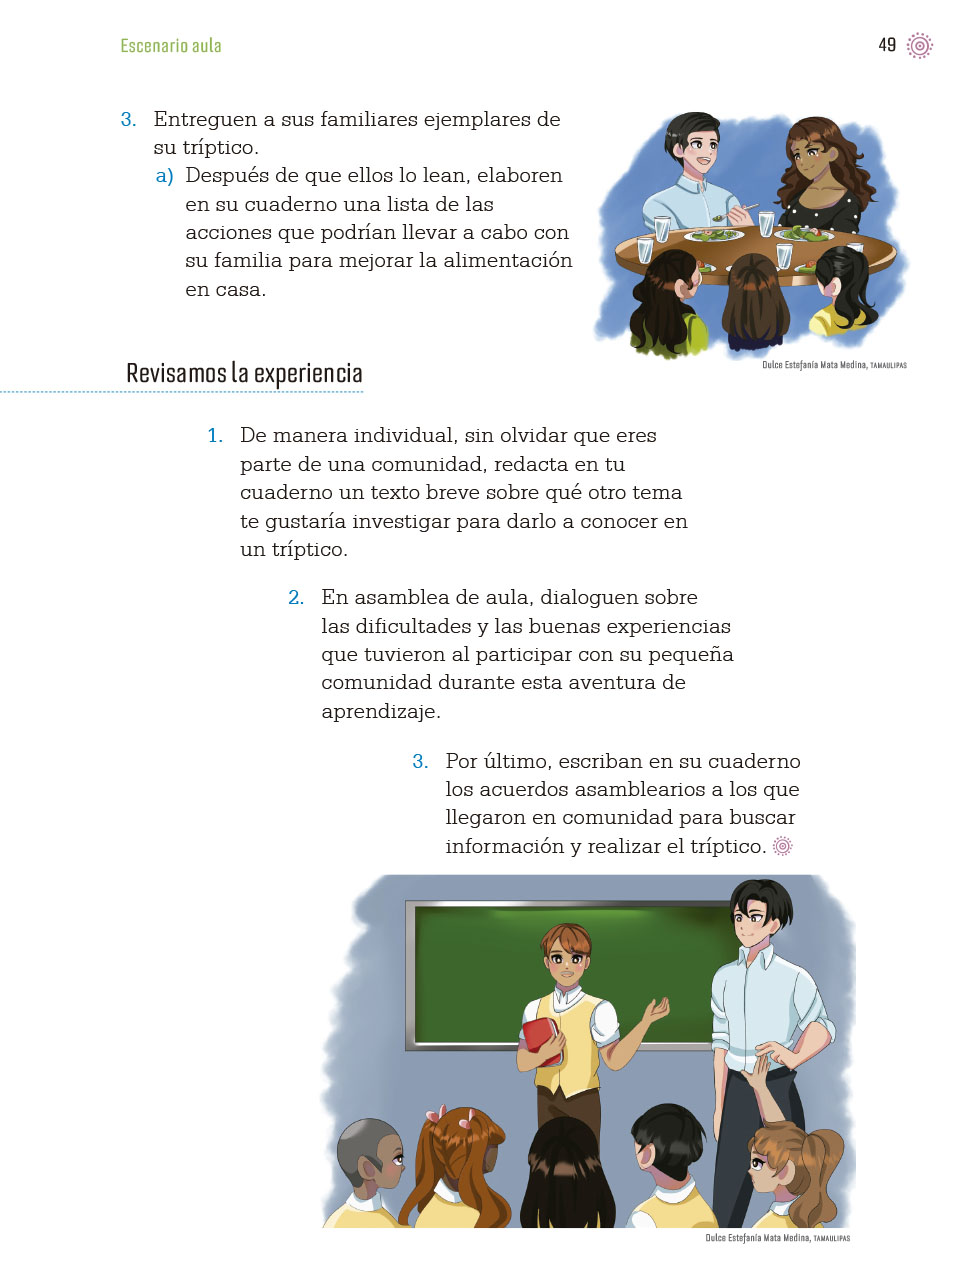 Escenario aula
49
3. Entreguen a sus familiares ejemplares de
su tríptico.
a) Después de que ellos lo lean, elaboren
en su cuaderno una lista de las
acciones que podrían llevar a cabo con
su familia para mejorar la alimentación
en casa.
Dulce Estefanía Mata Medina, TAMAULIPAS
Revisamos la experiencia
1. De manera individual, sin olvidar que eres
parte de una comunidad, redacta en tu
cuaderno un texto breve sobre qué otro tema
te gustaría investigar para darlo a conocer en
un tríptico.
2. En asamblea de aula, dialoguen sobre
las dificultades y las buenas experiencias
que tuvieron al participar con su pequeña
comunidad durante esta aventura de
aprendizaje.
3. Por último, escriban en su cuaderno
los acuerdos asamblearios a los que
llegaron en comunidad para buscar
información y realizar el tríptico.
Dulce Estefanía Mata Medina, TAMAULIPAS